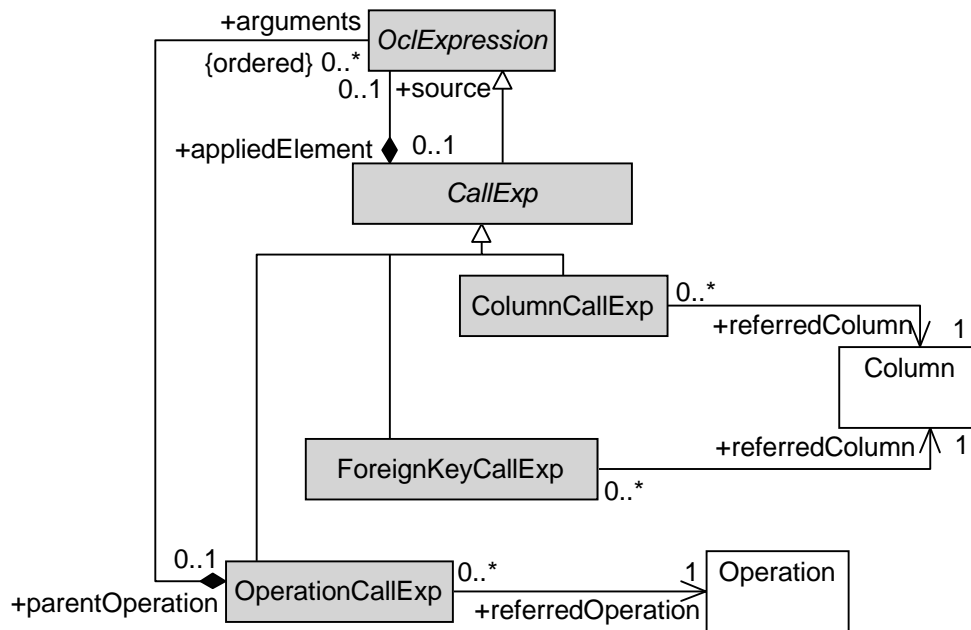 +arguments
OclExpression
{ordered} 0..*
0..1 +source
+appliedElement 0..1
CallExp
ColumnCallExp
0..*
+referredColumn 1
Column
ForeignKeyCallExp
+referredColumn 1
0..*
0..1
OperationCallExp
+parentOperation
0..*
1
+referredOperation
Operation